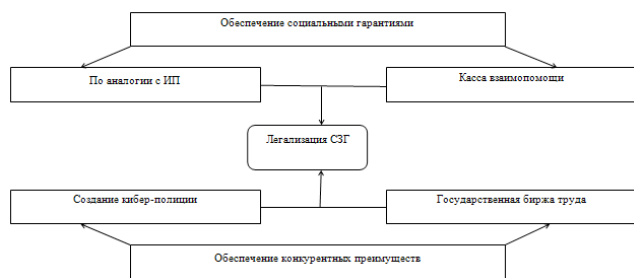 Обеспечение социальными гарантиями
По аналогии с ИП
Касса взаимопомощи
Легализация СЗГ
Создание кибер-полиции
Государственная биржа труда
Обеспечение конкурентных преимуществ